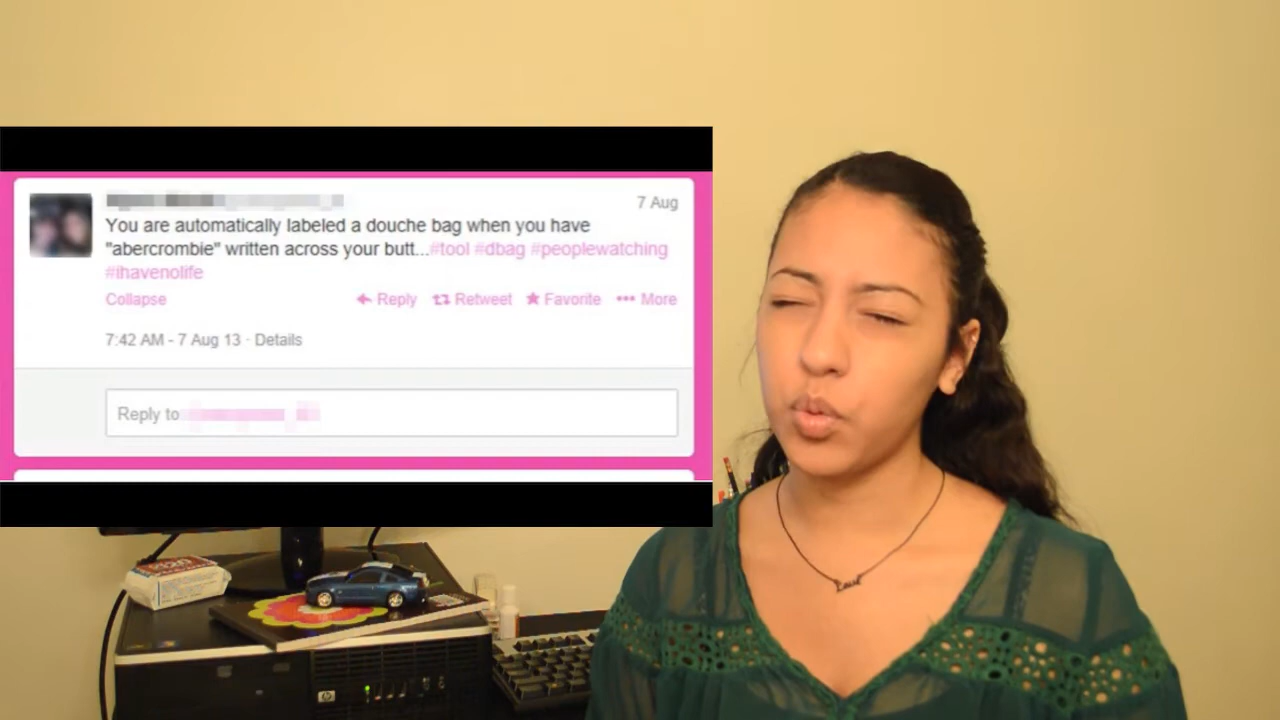 7 Aug
You are automatically labeled a douche bag when you have
"abercrombie" written across your butt...#tool #dbag #peoplewatching
#ihavenolife
Collapse
Reply
Retweet
Favorite
More
7:42 AM - 7 Aug 13 · Details
Reply to
hp